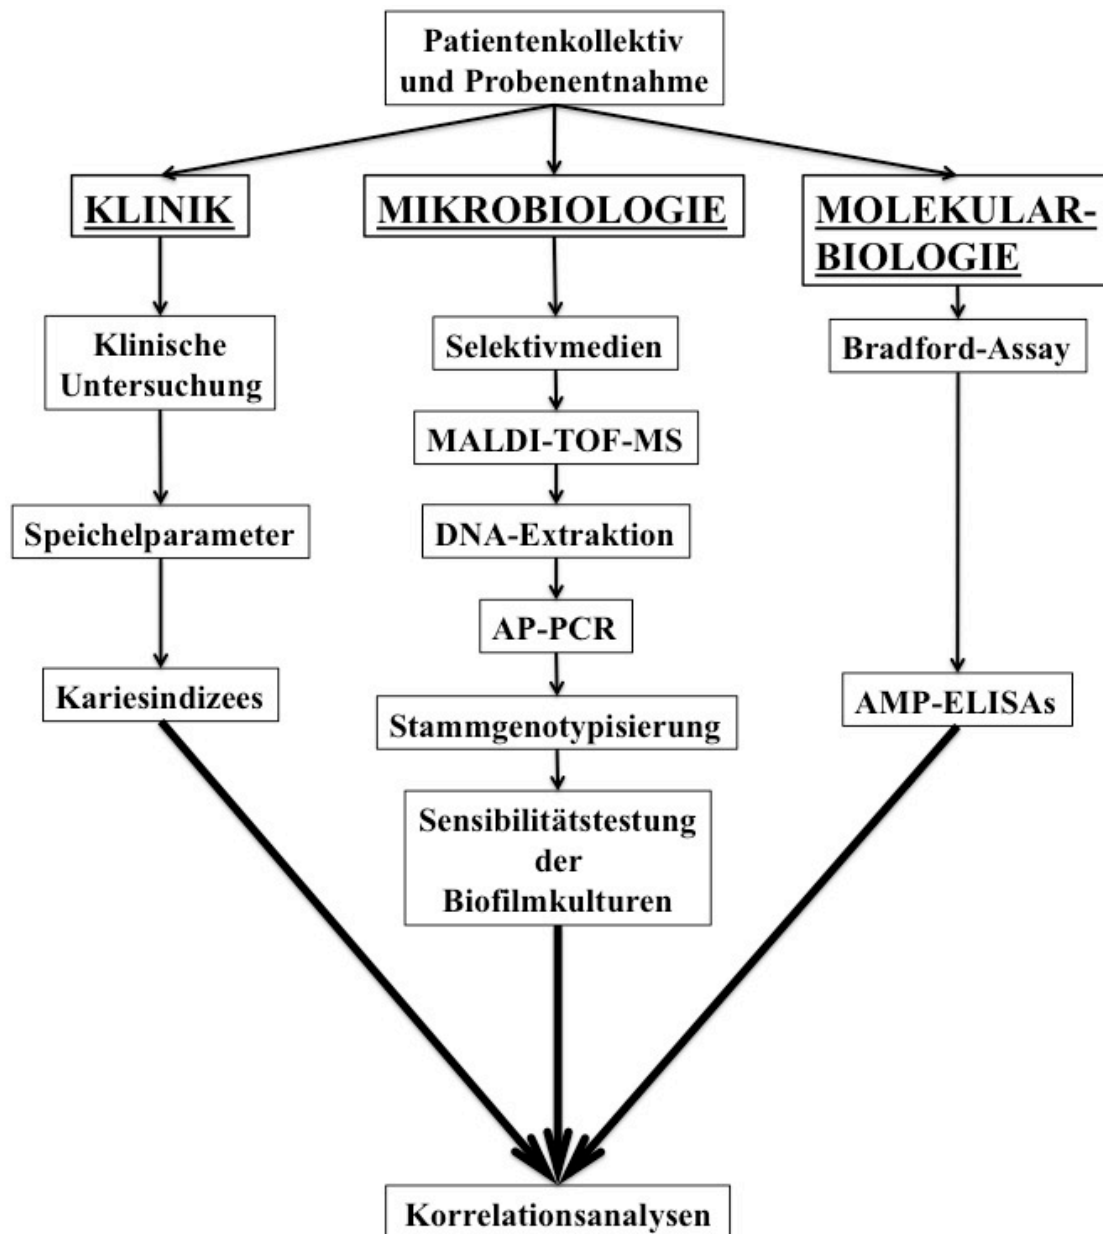 Patientenkollektiv
und Probenentnahme
KLINIK
Klinische
Untersuchung
Speichelparameter
Kariesindizees
MIKROBIOLOGIE
Selektivmedien
MALDI-TOF-MS
DNA-Extraktion
AP-PCR
Stammgenotypisierung
Sensibilitätstestung
der
Biofilmkulturen
MOLEKULAR-
BIOLOGIE
Bradford-Assay
AMP-ELISAs
Korrelationsanalysen